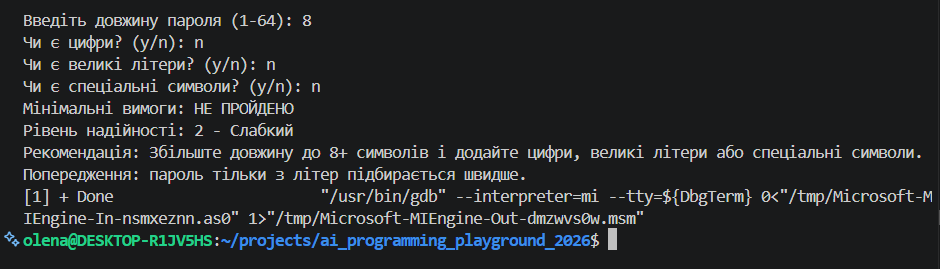 Введіть довжину пароля (1-64): 8
Чи є цифри? (y/n): n
Чи є великі літери? (y/n): n
Чи є спеціальні символи? (y/n): n
Мінімальні вимоги: НЕ ПРОЙДЕНО
Рівень надійності: 2 - Слабкий
Рекомендація: Збільште довжину до 8+ символів і додайте цифри, великі літери або спеціальні символи.
Попередження: пароль тільки з літер підбирається швидше.
[1] + Done                       "/usr/bin/gdb" --interpreter=mi --tty=${DbgTerm} 0<"/tmp/Microsoft-M
IEngine-In-nsmxeznn.as0" 1>"/tmp/Microsoft-MIEngine-Out-dmzwvs0w.msm"
olena@DESKTOP-R1JV5HS:~/projects/ai_programming_playground_2026$